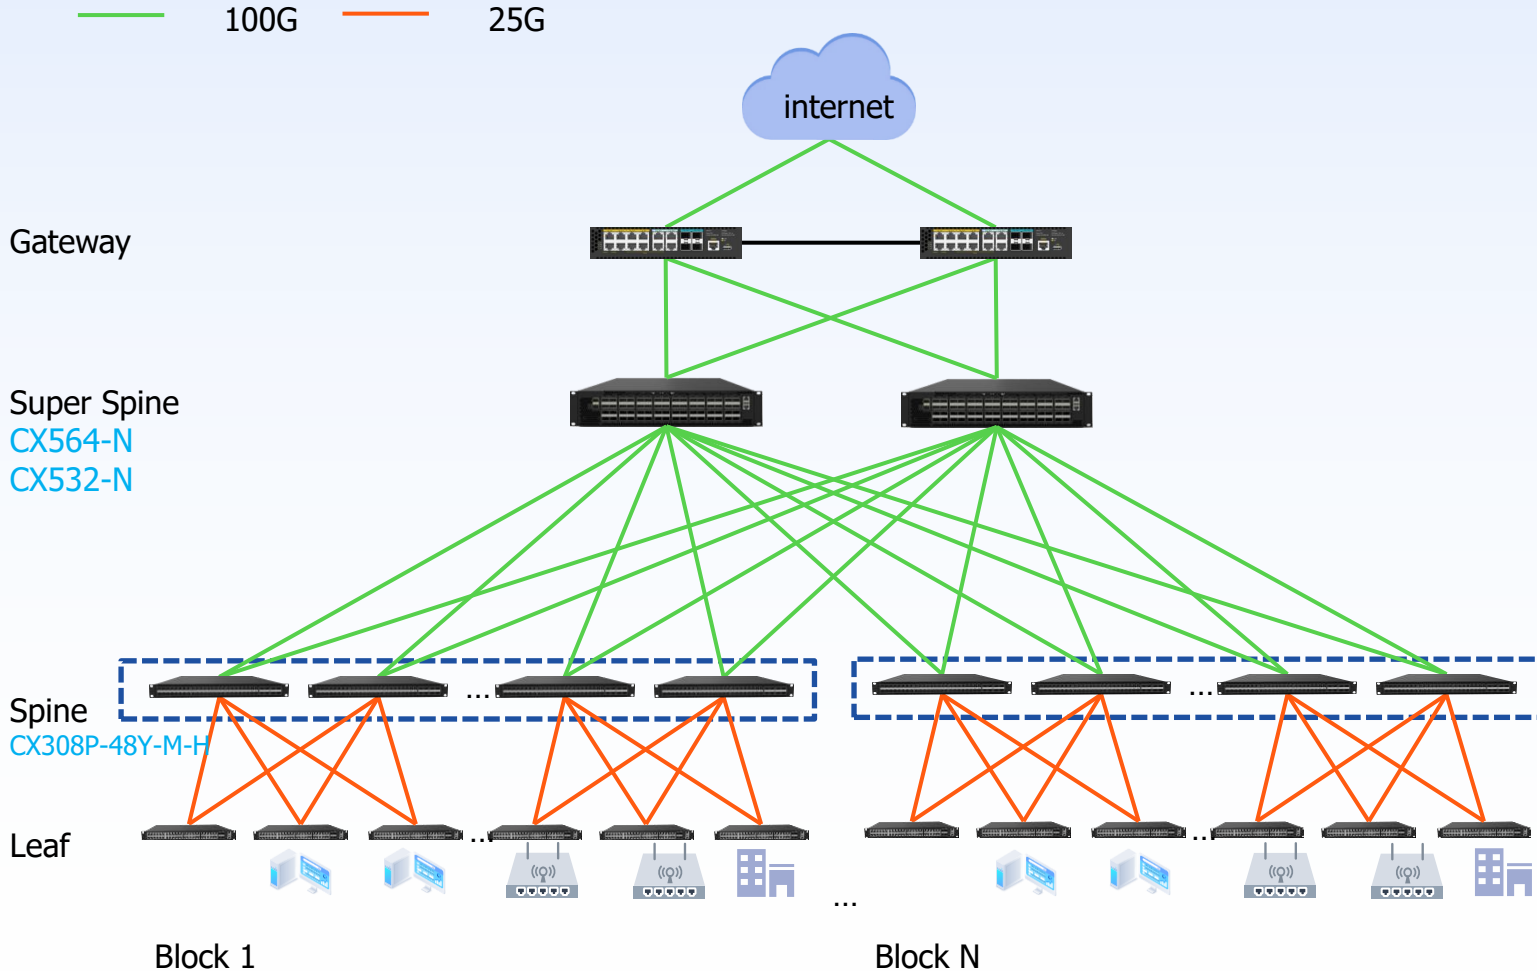 100G 25G
internet
Gateway
Super Spine
CX564-N
CX532-N
... ...
Spine
CX308P-48Y-M-H
Leaf
... ...
...
Block 1 Block N